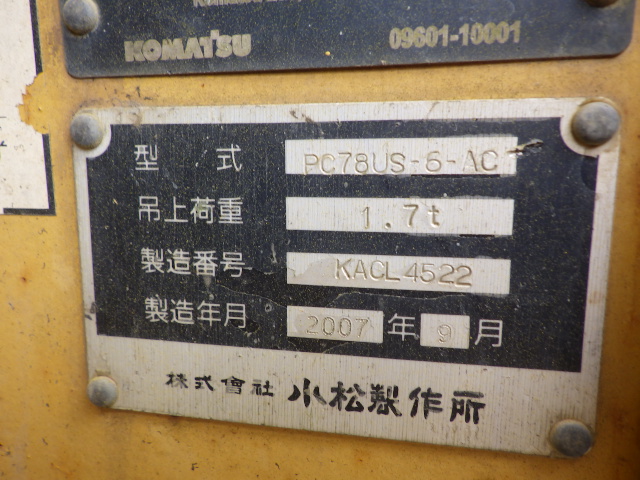 KOMATSU 09601-10001
型 式 PC78US-6-AC
吊上荷重 1.7t
製造番号 KACL4522
製造年月 2007 年 9 月
株式會社 小松製作所